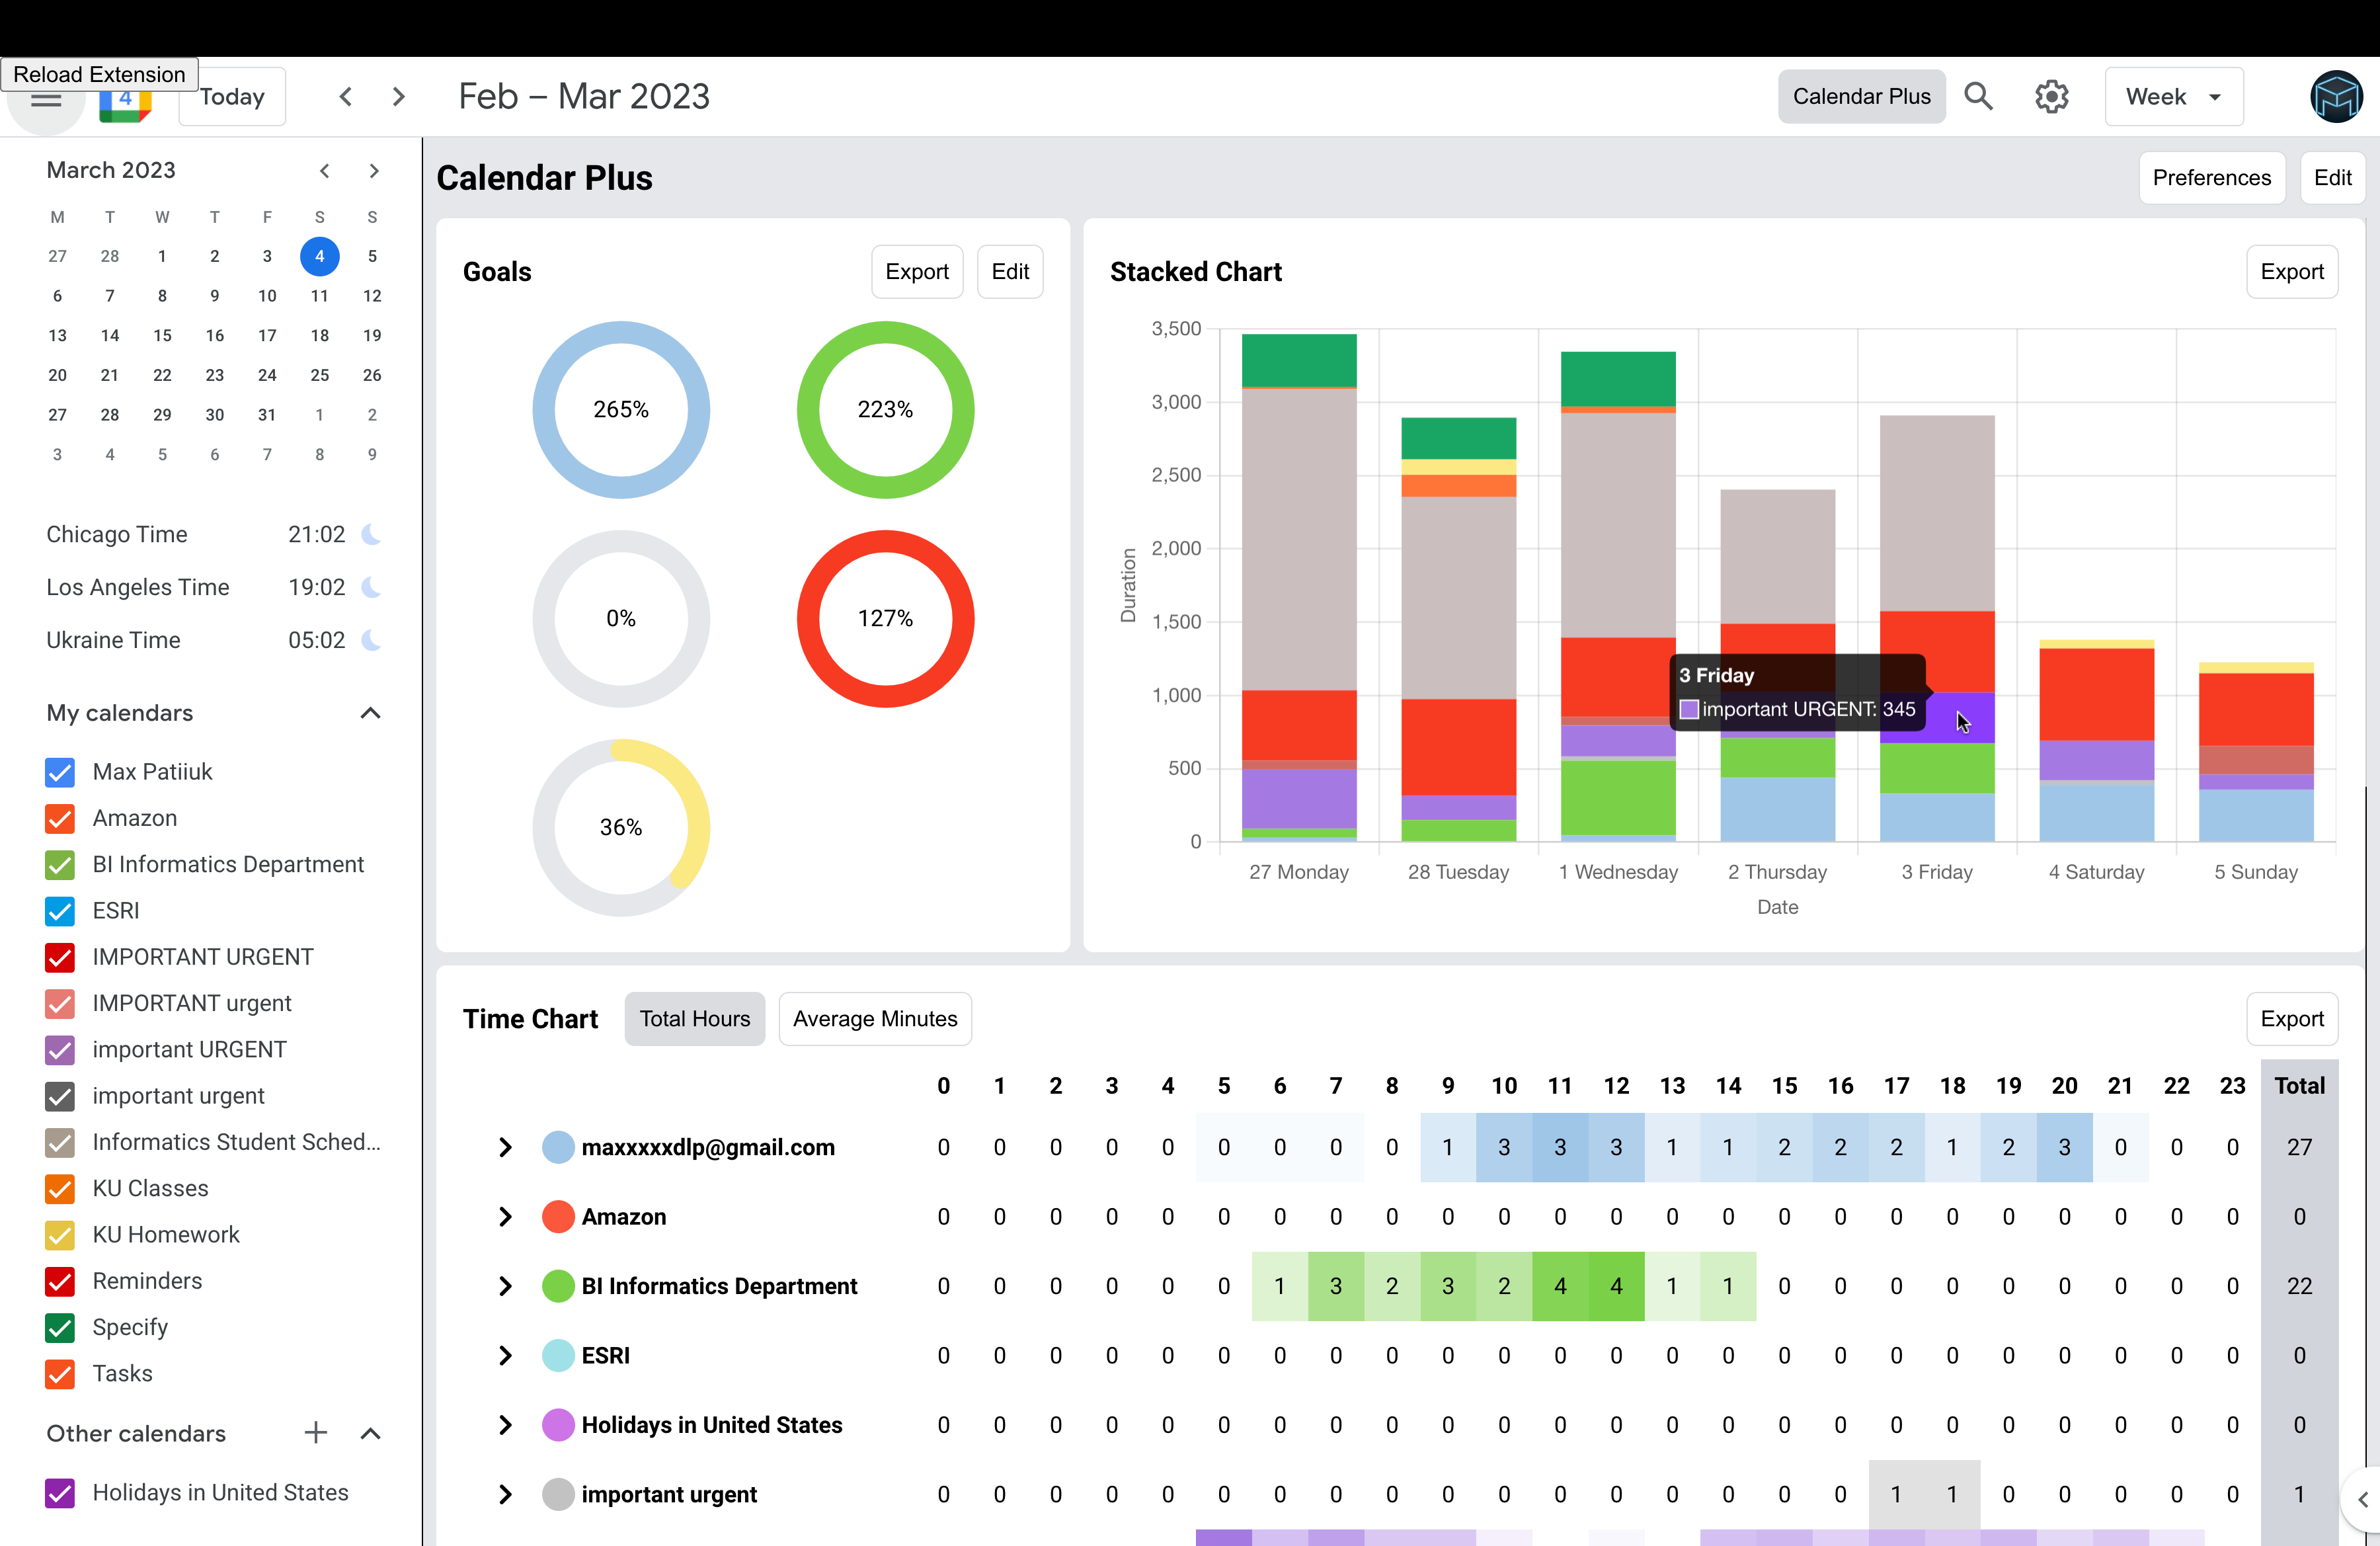 Reload Extension
4
Today
Feb – Mar 2023
Calendar Plus
Week
March 2023
M T W T F S S
27 28 1 2 3 4 5
6 7 8 9 10 11 12
13 14 15 16 17 18 19
20 21 22 23 24 25 26
27 28 29 30 31 1 2
3 4 5 6 7 8 9
Chicago Time 21:02
Los Angeles Time 19:02
Ukraine Time 05:02
My calendars
Max Patiiuk
Amazon
BI Informatics Department
ESRI
IMPORTANT URGENT
IMPORTANT urgent
important URGENT
important urgent
Informatics Student Sched...
KU Classes
KU Homework
Reminders
Specify
Tasks
Other calendars
Holidays in United States
Calendar Plus
Preferences
Edit
Goals
Export
Edit
265%
223%
0%
127%
36%
Stacked Chart
Export
Duration
3,500
3,000
2,500
2,000
1,500
1,000
500
0
3 Friday
important URGENT: 345
27 Monday 28 Tuesday 1 Wednesday 2 Thursday 3 Friday 4 Saturday 5 Sunday
Date
Time Chart
Total Hours
Average Minutes
Export
0 1 2 3 4 5 6 7 8 9 10 11 12 13 14 15 16 17 18 19 20 21 22 23 Total
maxxxxxdlp@gmail.com 0 0 0 0 0 0 0 0 0 1 3 3 3 1 1 2 2 2 1 2 3 0 0 0 27
Amazon 0 0 0 0 0 0 0 0 0 0 0 0 0 0 0 0 0 0 0 0 0 0 0 0 0
BI Informatics Department 0 0 0 0 0 0 1 3 2 3 2 4 4 1 1 0 0 0 0 0 0 0 0 0 22
ESRI 0 0 0 0 0 0 0 0 0 0 0 0 0 0 0 0 0 0 0 0 0 0 0 0 0
Holidays in United States 0 0 0 0 0 0 0 0 0 0 0 0 0 0 0 0 0 0 0 0 0 0 0 0 0
important urgent 0 0 0 0 0 0 0 0 0 0 0 0 0 0 0 0 0 1 1 0 0 0 0 0 1